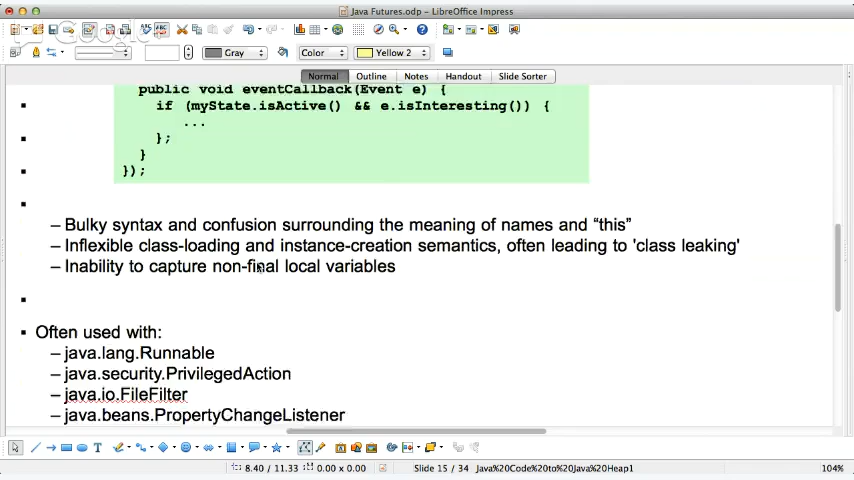 Java Futures.odp - LibreOffice Impress
Google
Gray
Color
Yellow 2
Normal
Outline
Notes
Handout
Slide Sorter
public void eventCallback(Event e) {
if (myState.isActive() && e.isInteresting()) {
...
};
}
});
– Bulky syntax and confusion surrounding the meaning of names and “this”
– Inflexible class-loading and instance-creation semantics, often leading to 'class leaking'
– Inability to capture non-final local variables
▪ Often used with:
– java.lang.Runnable
– java.security.PrivilegedAction
– java.io.FileFilter
– java.beans.PropertyChangeListener
8.40 / 11.33
0.00 x 0.00
Slide 15 / 34
Java%20Code%20to%20Java%20Heap1
104%